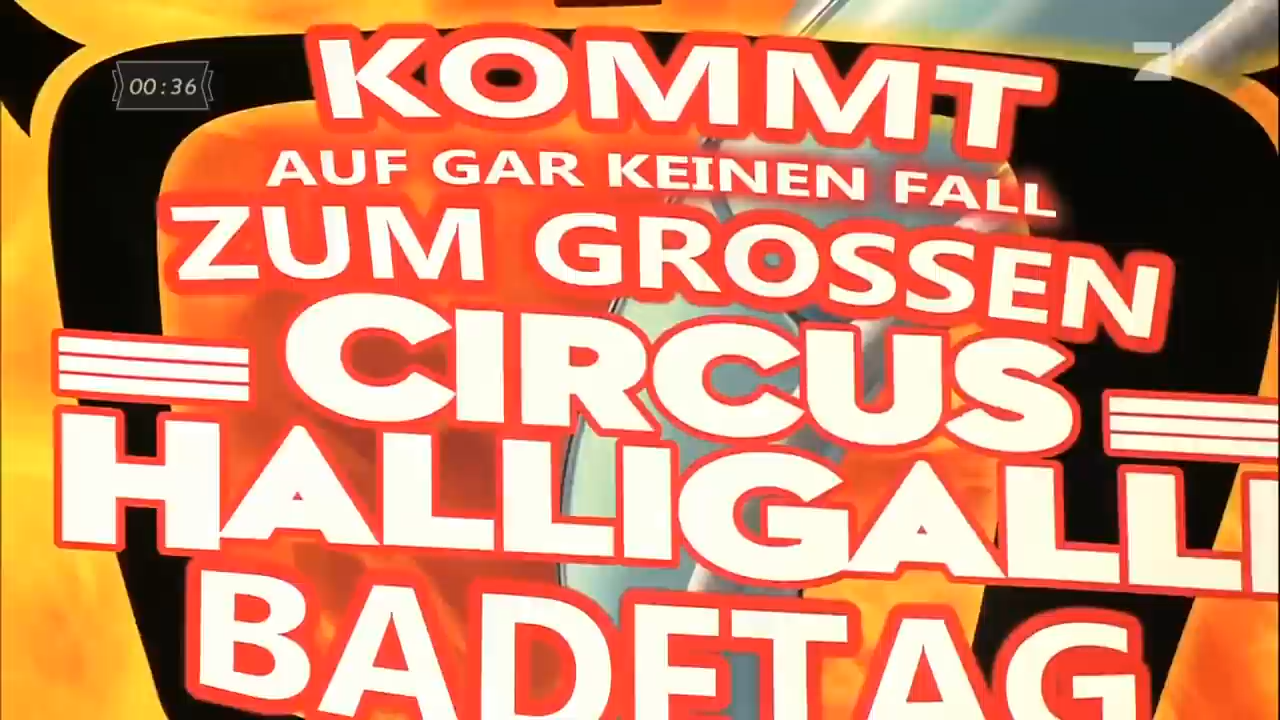 00:36
KOMMT
AUF GAR KEINEN FALL
ZUM GROSSEN
CIRCUS
HALLIGALLI
BADETAG